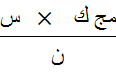 مج ك × س
ن